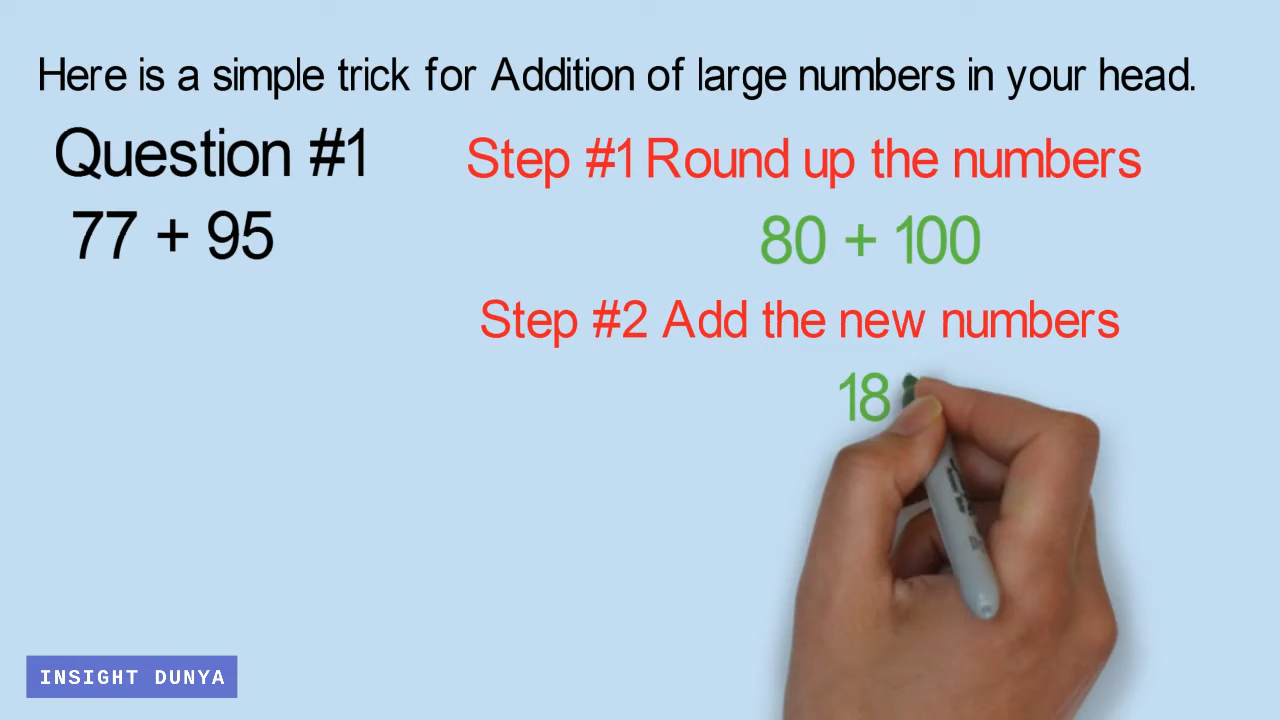 Here is a simple trick for Addition of large numbers in your head.
Question #1
77 + 95
Step #1 Round up the numbers
80 + 100
Step #2 Add the new numbers
18
INSIGHT DUNYA